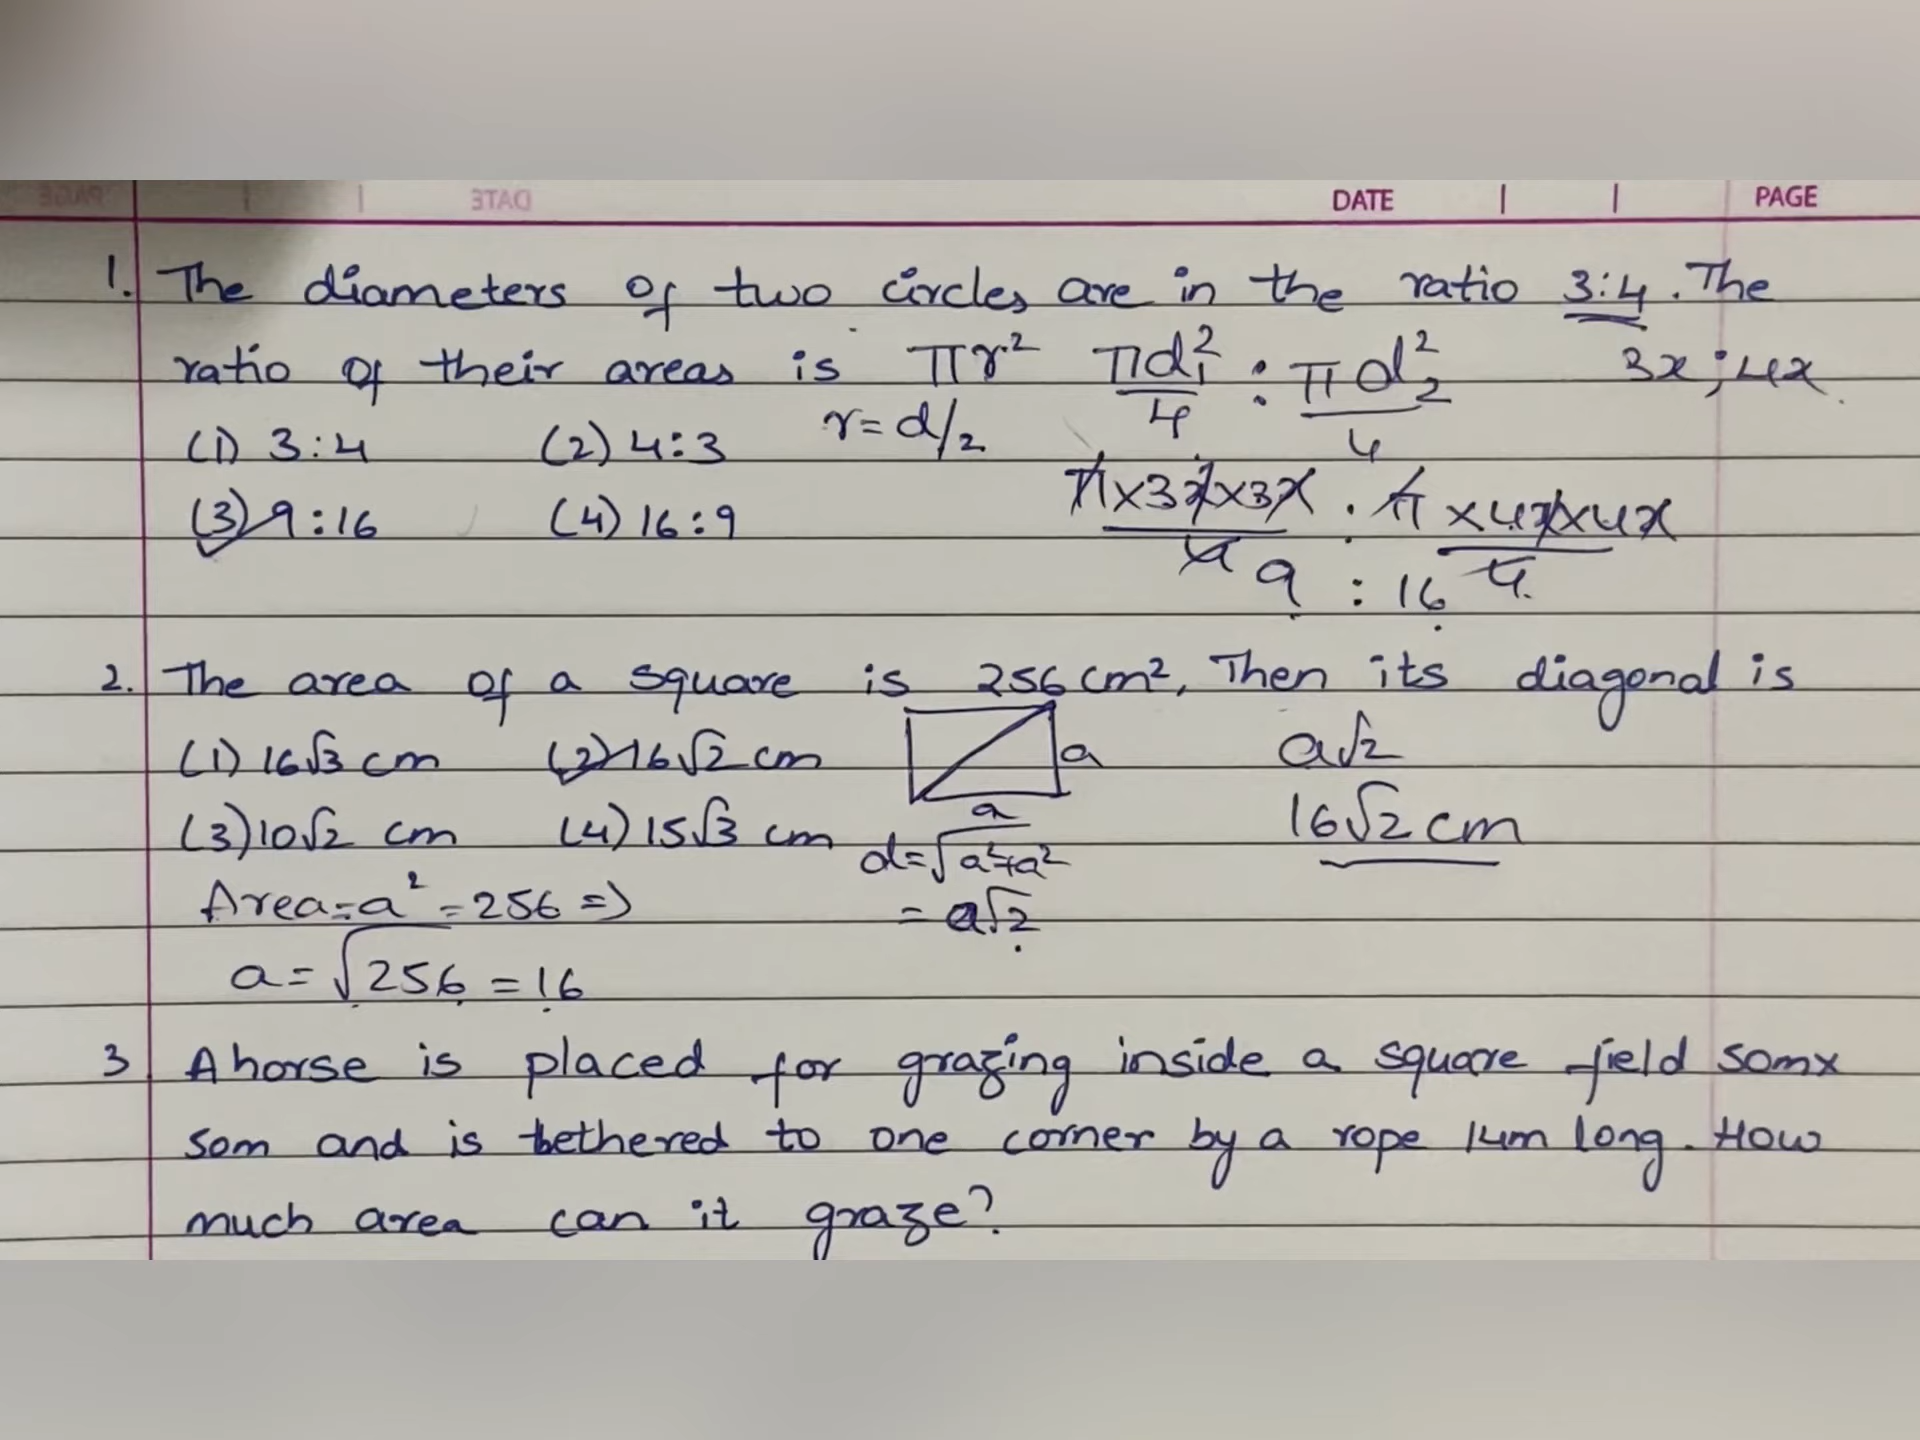 DATE PAGE
1. The diameters of two circles are in the ratio 3:4. The
ratio of their areas is πr² πd₁²/4 : πd₂²/4 3x; 4x
r = d/2
(1) 3:4 (2) 4:3
π×3x×3x/4 : π×4x×4x/4
(3) 9:16 (4) 16:9
9 : 16
2. The area of a square is 256 cm², Then its diagonal is
(1) 16√3 cm (2) 16√2 cm a a√2
(3) 10√2 cm (4) 15√3 cm a 16√2 cm
d=√a²+a²
Area = a² = 256 ⇒ = a√2
a = √256 = 16
3 A horse is placed for grazing inside a square field 50m x
50m and is tethered to one corner by a rope 14m long. How
much area can it graze?